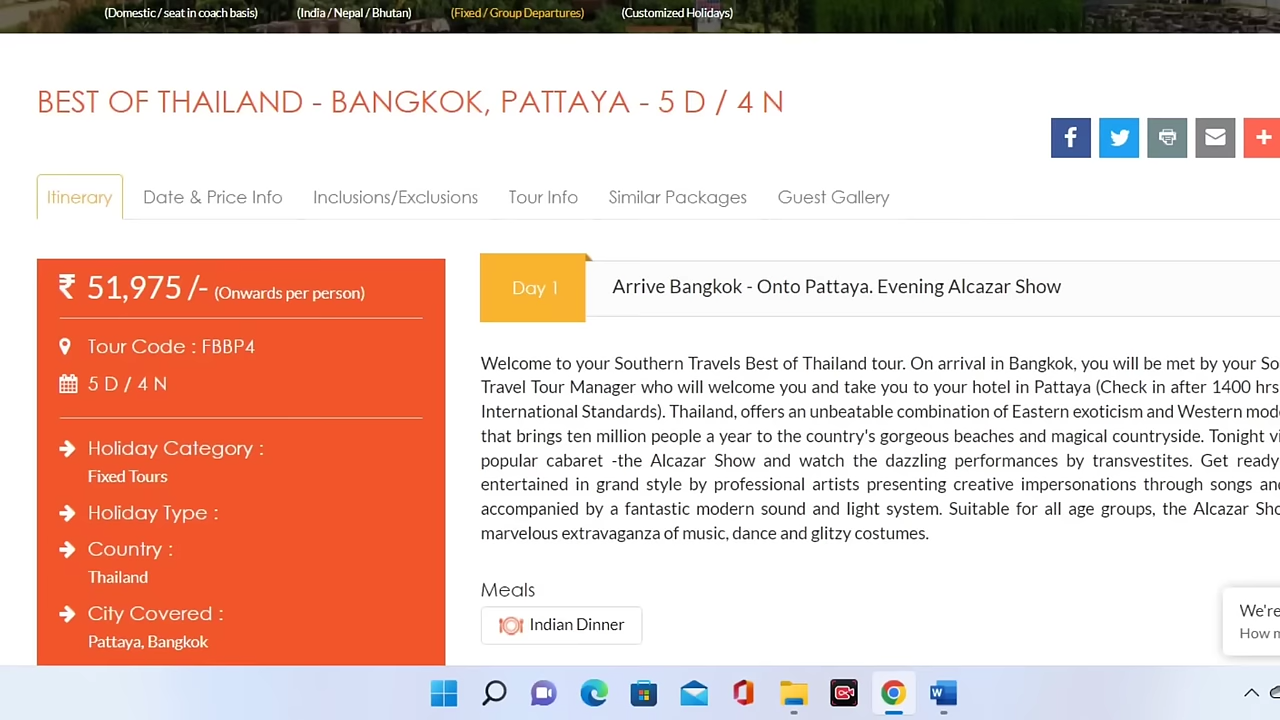 (Domestic / seat in coach basis) (India / Nepal / Bhutan) (Fixed / Group Departures) (Customized Holidays)
BEST OF THAILAND - BANGKOK, PATTAYA - 5 D / 4 N
Itinerary Date & Price Info Inclusions/Exclusions Tour Info Similar Packages Guest Gallery
₹ 51,975 /- (Onwards per person)
Tour Code : FBBP4
5 D / 4 N
Holiday Category :
Fixed Tours
Holiday Type :
Country :
Thailand
City Covered :
Pattaya, Bangkok
Day 1 Arrive Bangkok - Onto Pattaya. Evening Alcazar Show
Welcome to your Southern Travels Best of Thailand tour. On arrival in Bangkok, you will be met by your So
Travel Tour Manager who will welcome you and take you to your hotel in Pattaya (Check in after 1400 hrs
International Standards). Thailand, offers an unbeatable combination of Eastern exoticism and Western mod
that brings ten million people a year to the country's gorgeous beaches and magical countryside. Tonight vi
popular cabaret -the Alcazar Show and watch the dazzling performances by transvestites. Get ready
entertained in grand style by professional artists presenting creative impersonations through songs an
accompanied by a fantastic modern sound and light system. Suitable for all age groups, the Alcazar Sho
marvelous extravaganza of music, dance and glitzy costumes.
Meals
Indian Dinner
We're
How m